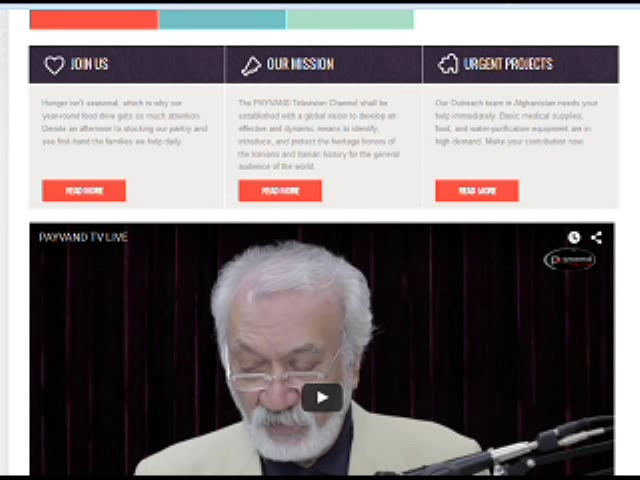 JOIN US
OUR MISSION
URGENT PROJECTS
Hunger isn't seasonal, which is why our
year-round food drive gets so much attention.
Donate an afternoon to stocking our pantry and
see first-hand the families we help daily.
The PAYVAND Television Channel shall be
established with a global vision to develop an
effective and dynamic means to identify,
introduce, and protect the heritage honors of
the Iranians and Iranian history for the general
audience of the world.
Our Outreach team in Afghanistan needs your
help immediately. Basic medical supplies,
food, and water-purification equipment are in
high demand. Make your contribution now.
READ MORE
READ MORE
READ MORE
PAYVAND TV LIVE